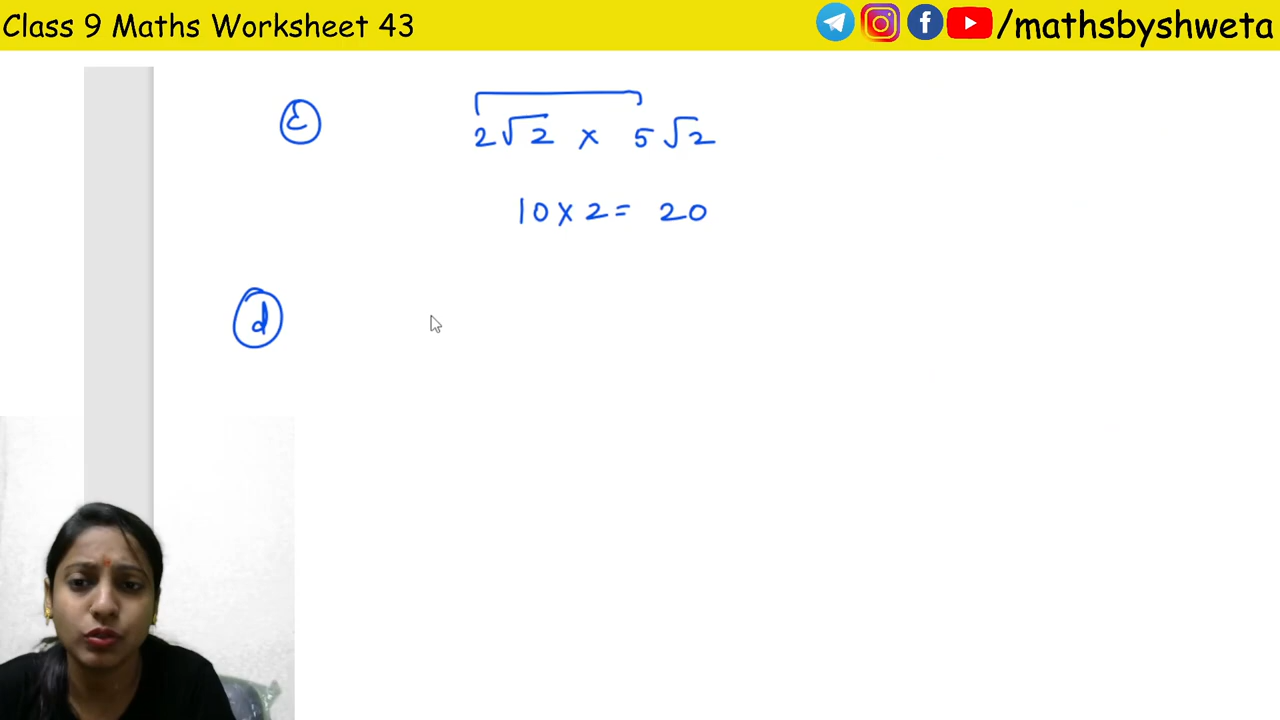 Class 9 Maths Worksheet 43
/mathsbyshweta
c 2√2 × 5√2
10 × 2 = 20
d